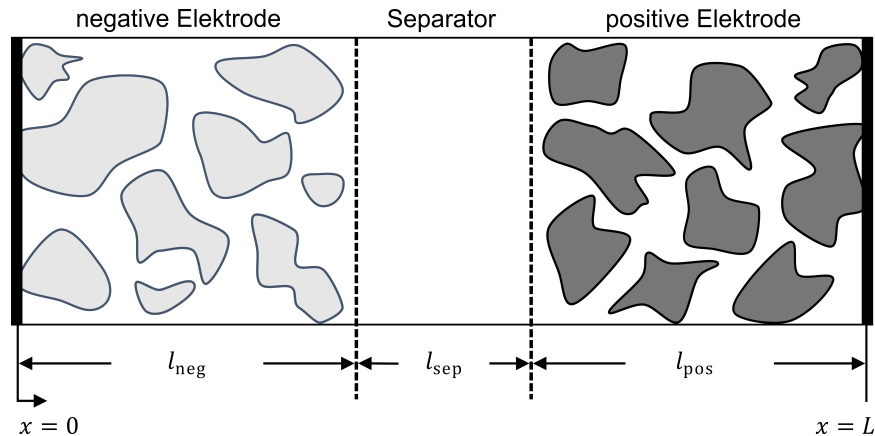 negative Elektrode Separator positive Elektrode
l_neg l_sep l_pos
x = 0 x = L